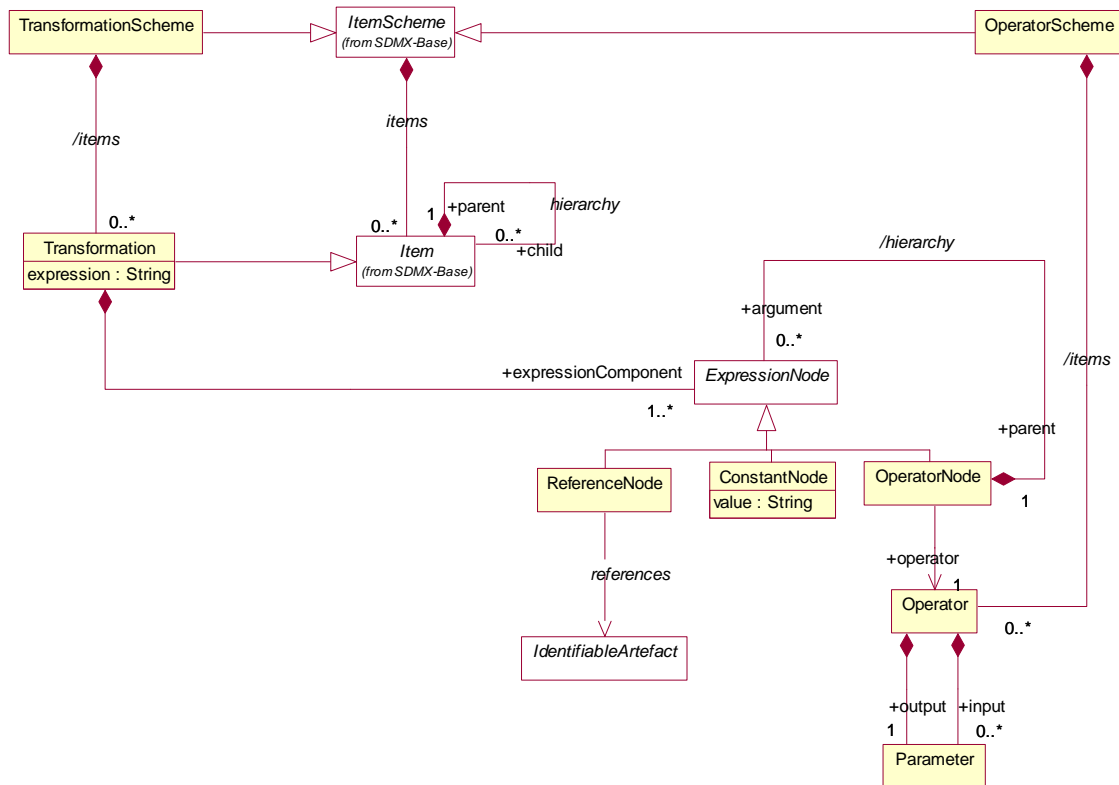 TransformationScheme
ItemScheme
(from SDMX-Base)
OperatorScheme
/items
items
0..*
0..*
1
+parent
hierarchy
0..*
+child
Transformation
expression : String
Item
(from SDMX-Base)
/hierarchy
+argument
0..*
/items
+expressionComponent
1..*
ExpressionNode
+parent
1
ReferenceNode
ConstantNode
value : String
OperatorNode
+operator
1
references
Operator
0..*
IdentifiableArtefact
+output
1
+input
0..*
Parameter